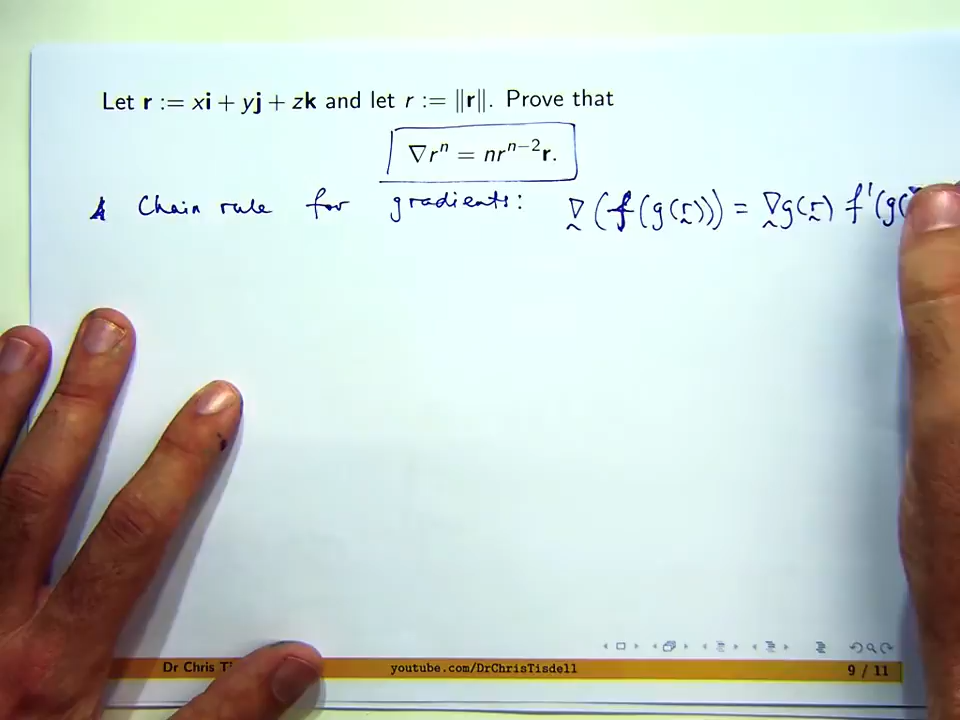 Let r := xi + yj + zk and let r := ‖r‖. Prove that
∇rⁿ = nrⁿ⁻²r.
A Chain rule for gradients: ∇(f(g(r))) = ∇g(r) f'(g(
Dr Chris Ti youtube.com/DrChrisTisdell 9 / 11